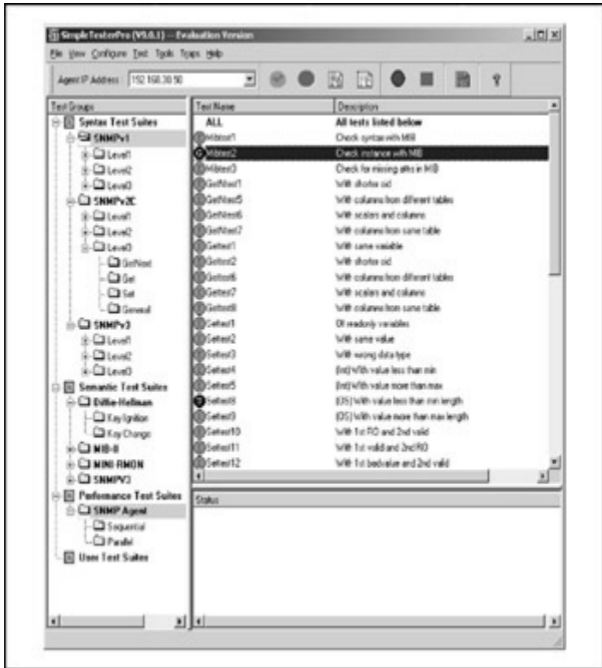 SimpleTesterPro (V9.0.1) -- Evaluation Version
File View Configure Test Tools Traps Help
Agent IP Address : 192.168.30.50
Test Groups
Syntax Test Suites
SNMPv1
Level1
Level2
Level3
SNMPv2C
Level1
Level2
Level3
GetNext
Get
Set
General
SNMPv3
Level1
Level2
Level3
Semantic Test Suites
Diffie-Hellman
Key Ignition
Key Change
MIB-II
MINI RMON
SNMPV3
Performance Test Suites
SNMP Agent
Sequential
Parallel
User Test Suites
Test Name Description
ALL All tests listed below
Mibtest1 Check syntax with MIB
Mibtest2 Check instance with MIB
Mibtest3 Check for missing attrs in MIB
GetNtest1 With shorter oid
GetNtest5 With columns from different tables
GetNtest6 With scalars and columns
GetNtest7 With columns from same table
Gettest1 With same variable
Gettest2 With shorter oid
Gettest6 With columns from different tables
Gettest7 With scalars and columns
Gettest8 With columns from same table
Settest1 Of readonly variables
Settest2 With same value
Settest3 With wrong data type
Settest4 (Int) With value less than min
Settest5 (Int) With value more than max
Settest8 (OS) With value less than min length
Settest9 (OS) With value more than max length
Settest10 With 1st RO and 2nd valid
Settest11 With 1st valid and 2nd RO
Settest12 With 1st badvalue and 2nd valid
Status